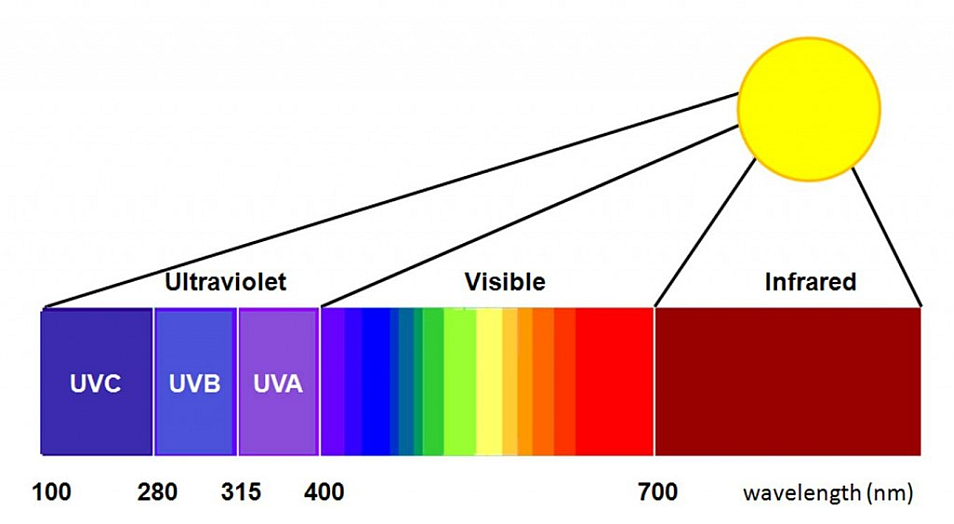 Ultraviolet Visible Infrared
UVC UVB UVA
100 280 315 400 700 wavelength (nm)